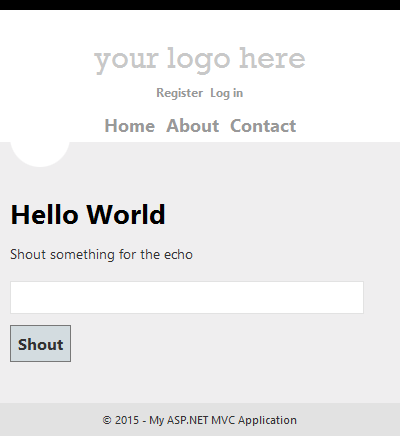 your logo here
Register Log in
Home About Contact
Hello World
Shout something for the echo
Shout
© 2015 - My ASP.NET MVC Application